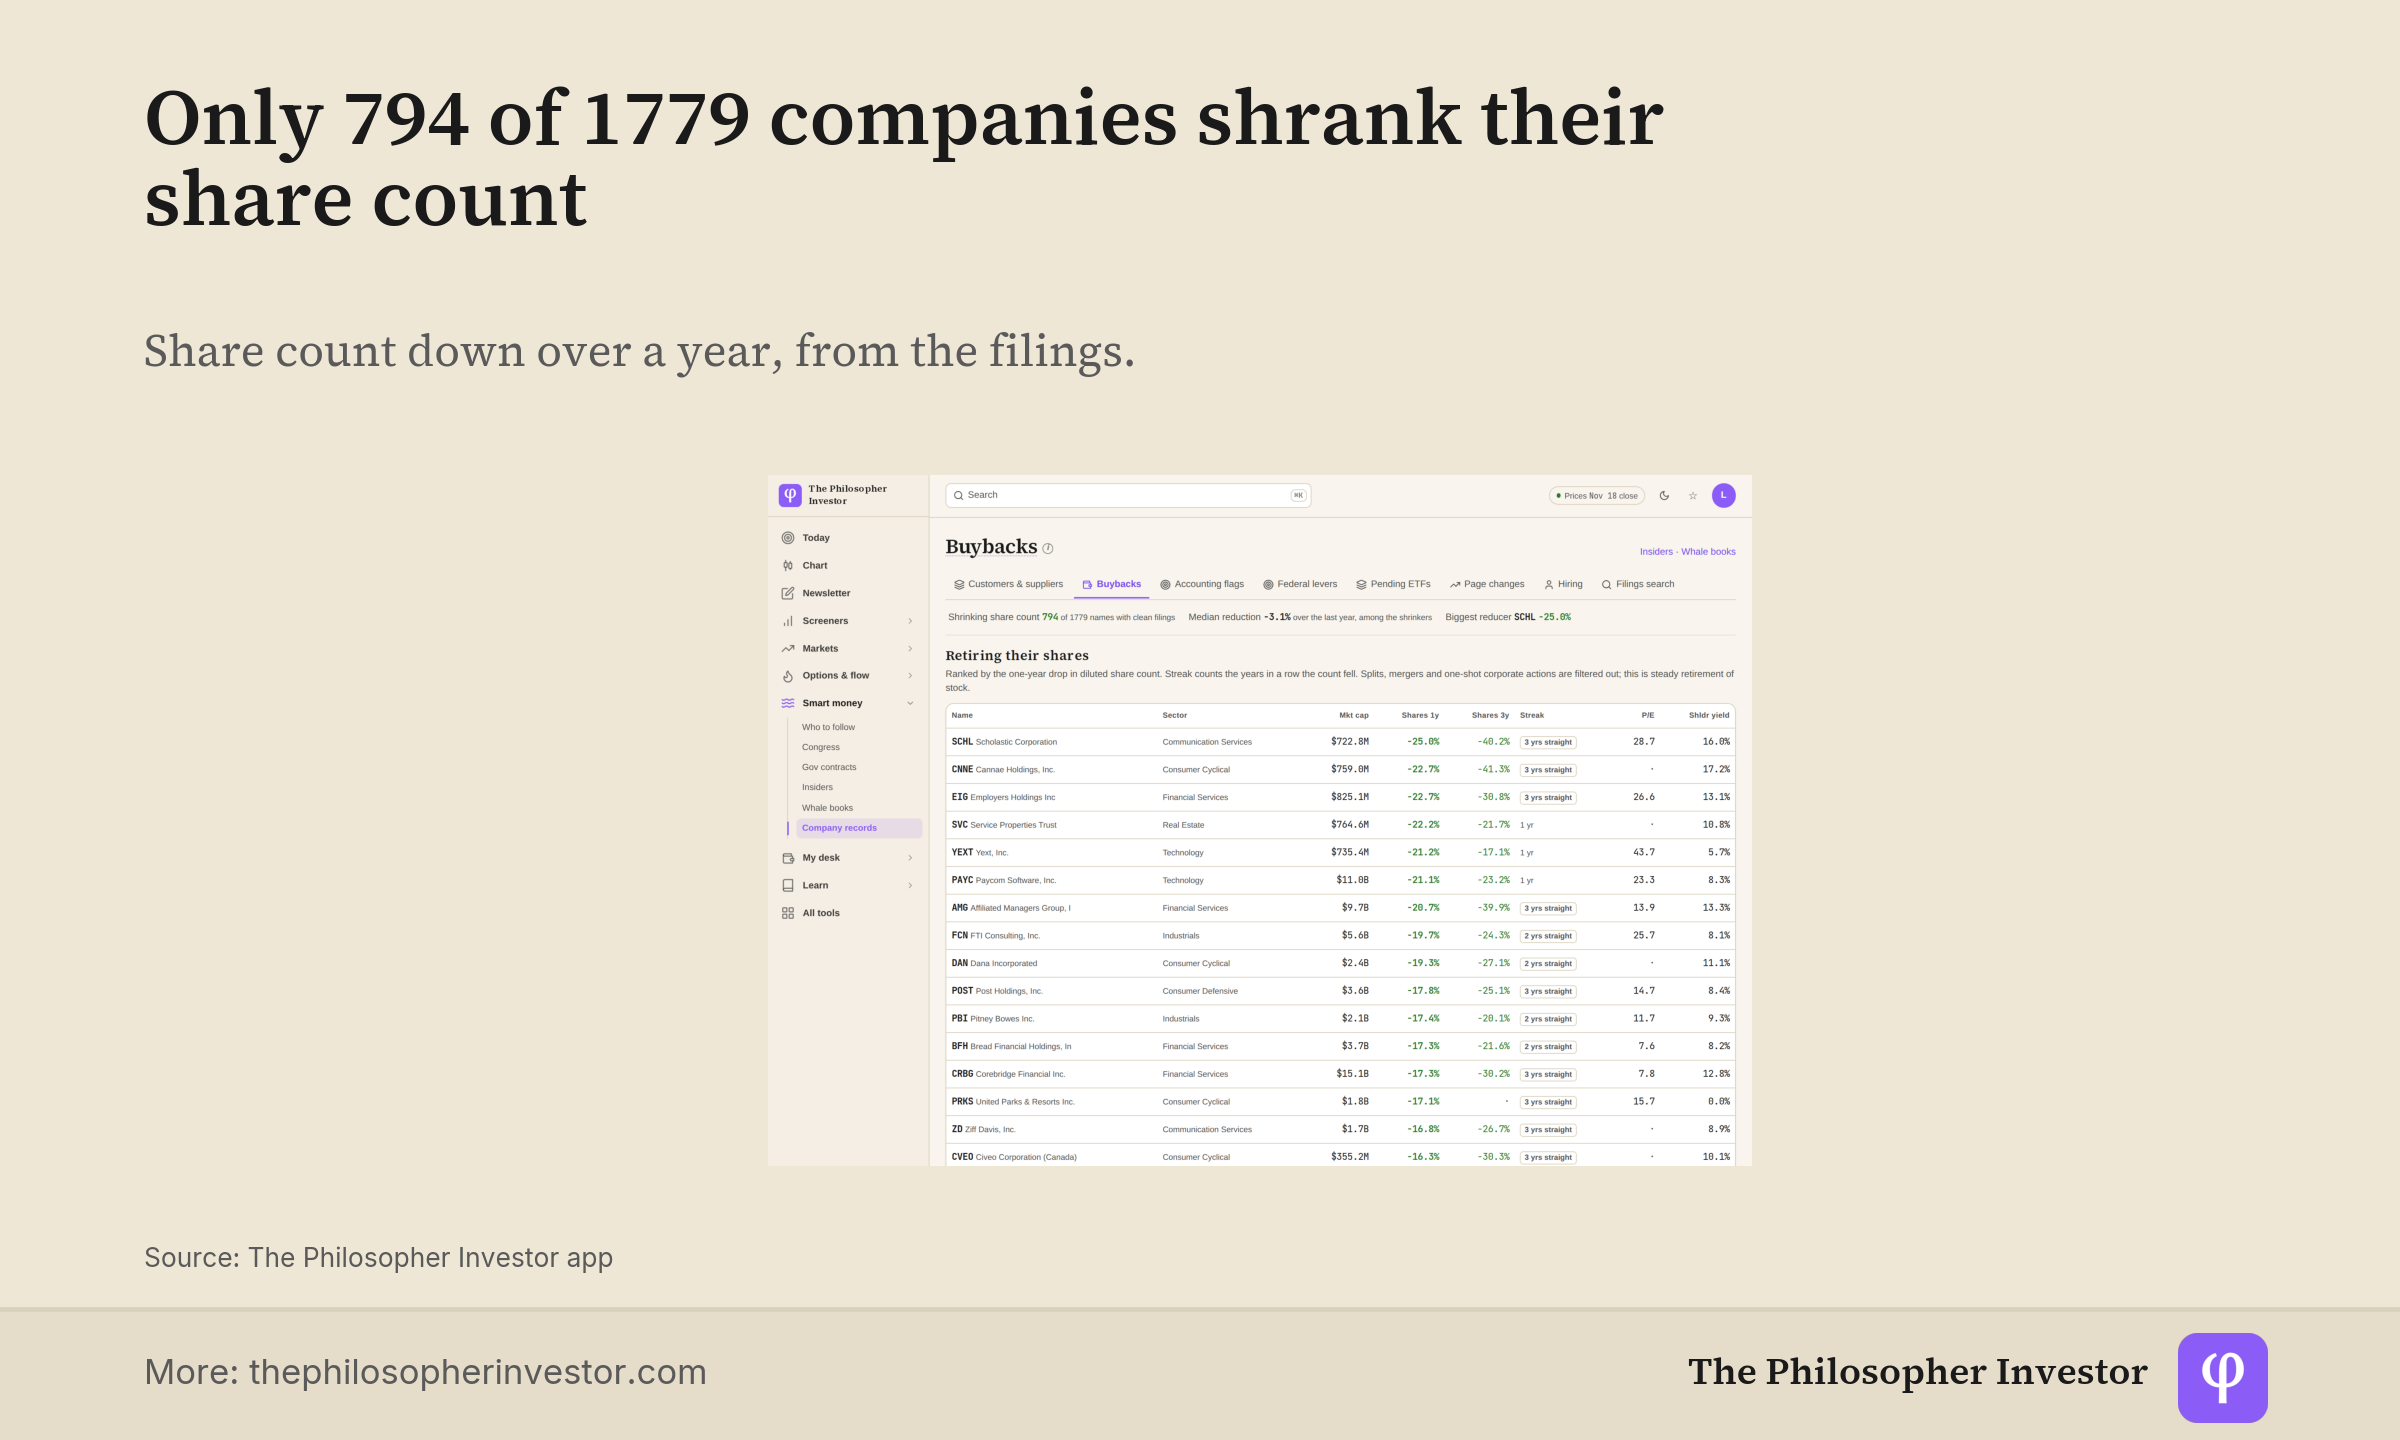 Only 794 of 1779 companies shrank their
share count
Share count down over a year, from the filings.
φ The Philosopher
Investor
Search ⌘K
Prices Nov 18 close
L
Today
Chart
Newsletter
Screeners
Markets
Options & flow
Smart money
Who to follow
Congress
Gov contracts
Insiders
Whale books
Company records
My desk
Learn
All tools
Buybacks
Insiders · Whale books
Customers & suppliers Buybacks Accounting flags Federal levers Pending ETFs Page changes Hiring Filings search
Shrinking share count 794 of 1779 names with clean filings Median reduction -3.1% over the last year, among the shrinkers Biggest reducer SCHL -25.0%
Retiring their shares
Ranked by the one-year drop in diluted share count. Streak counts the years in a row the count fell. Splits, mergers and one-shot corporate actions are filtered out; this is steady retirement of
stock.
Name Sector Mkt cap Shares 1y Shares 3y Streak P/E Shldr yield
SCHL Scholastic Corporation Communication Services $722.8M -25.0% -40.2% 3 yrs straight 28.7 16.0%
CNNE Cannae Holdings, Inc. Consumer Cyclical $759.0M -22.7% -41.3% 3 yrs straight · 17.2%
EIG Employers Holdings Inc Financial Services $825.1M -22.7% -30.8% 3 yrs straight 26.6 13.1%
SVC Service Properties Trust Real Estate $764.6M -22.2% -21.7% 1 yr · 10.8%
YEXT Yext, Inc. Technology $735.4M -21.2% -17.1% 1 yr 43.7 5.7%
PAYC Paycom Software, Inc. Technology $11.0B -21.1% -23.2% 1 yr 23.3 8.3%
AMG Affiliated Managers Group, I Financial Services $9.7B -20.7% -39.9% 3 yrs straight 13.9 13.3%
FCN FTI Consulting, Inc. Industrials $5.6B -19.7% -24.3% 2 yrs straight 25.7 8.1%
DAN Dana Incorporated Consumer Cyclical $2.4B -19.3% -27.1% 2 yrs straight · 11.1%
POST Post Holdings, Inc. Consumer Defensive $3.6B -17.8% -25.1% 3 yrs straight 14.7 8.4%
PBI Pitney Bowes Inc. Industrials $2.1B -17.4% -20.1% 2 yrs straight 11.7 9.3%
BFH Bread Financial Holdings, In Financial Services $3.7B -17.3% -21.6% 2 yrs straight 7.6 8.2%
CRBG Corebridge Financial Inc. Financial Services $15.1B -17.3% -30.2% 3 yrs straight 7.8 12.8%
PRKS United Parks & Resorts Inc. Consumer Cyclical $1.8B -17.1% · 3 yrs straight 15.7 0.0%
ZD Ziff Davis, Inc. Communication Services $1.7B -16.8% -26.7% 3 yrs straight · 8.9%
CVEO Civeo Corporation (Canada) Consumer Cyclical $355.2M -16.3% -30.3% 3 yrs straight · 10.1%
Source: The Philosopher Investor app
More: thephilosopherinvestor.com
The Philosopher Investor φ